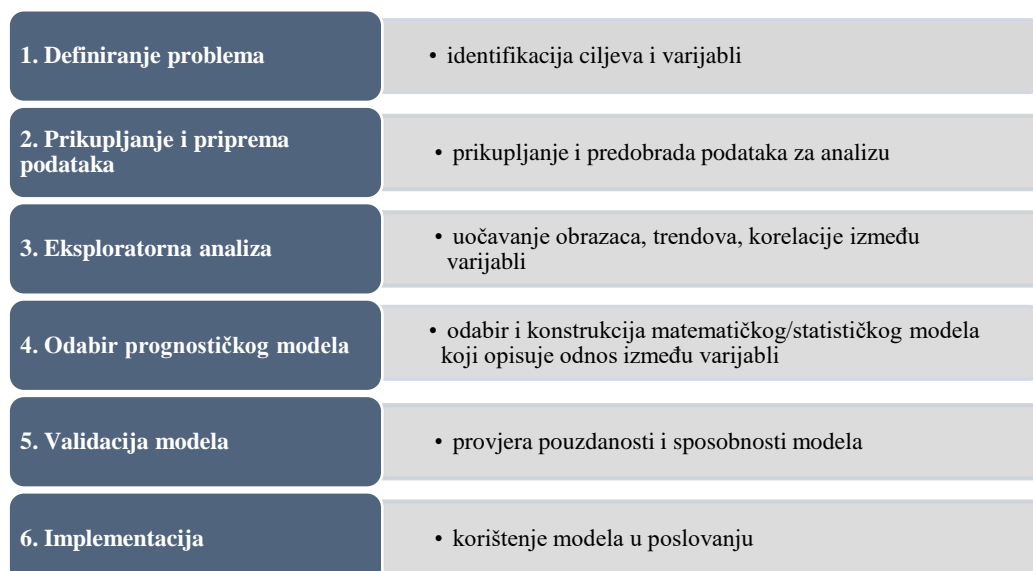 1. Definiranje problema
• identifikacija ciljeva i varijabli
2. Prikupljanje i priprema
podataka
• prikupljanje i predobrada podataka za analizu
3. Eksploratorna analiza
• uočavanje obrazaca, trendova, korelacije između
varijabli
4. Odabir prognostičkog modela
• odabir i konstrukcija matematičkog/statističkog modela
koji opisuje odnos između varijabli
5. Validacija modela
• provjera pouzdanosti i sposobnosti modela
6. Implementacija
• korištenje modela u poslovanju